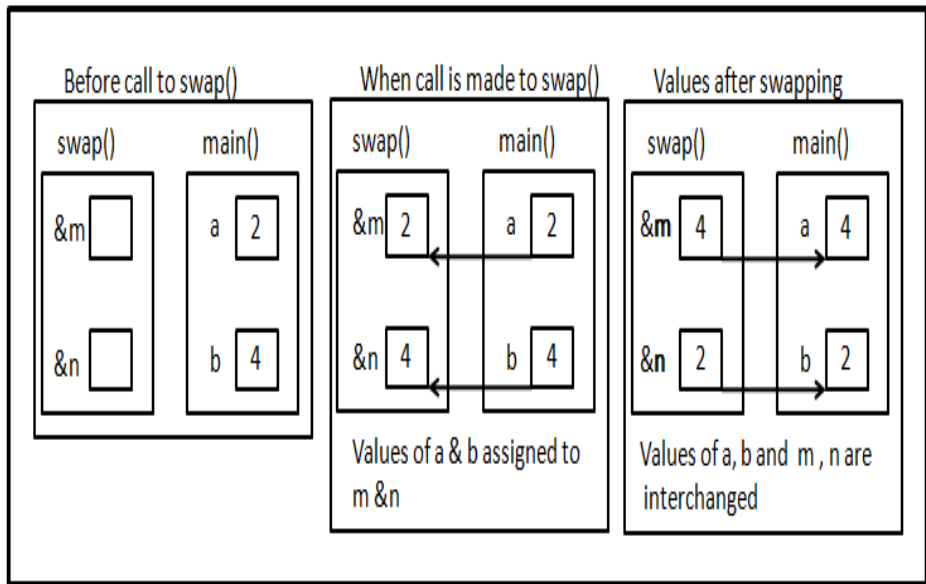 Before call to swap()
swap() main()
&m a 2
&n b 4
When call is made to swap()
swap() main()
&m 2 a 2
&n 4 b 4
Values of a & b assigned to
m &n
Values after swapping
swap() main()
&m 4 a 4
&n 2 b 2
Values of a, b and m , n are
interchanged